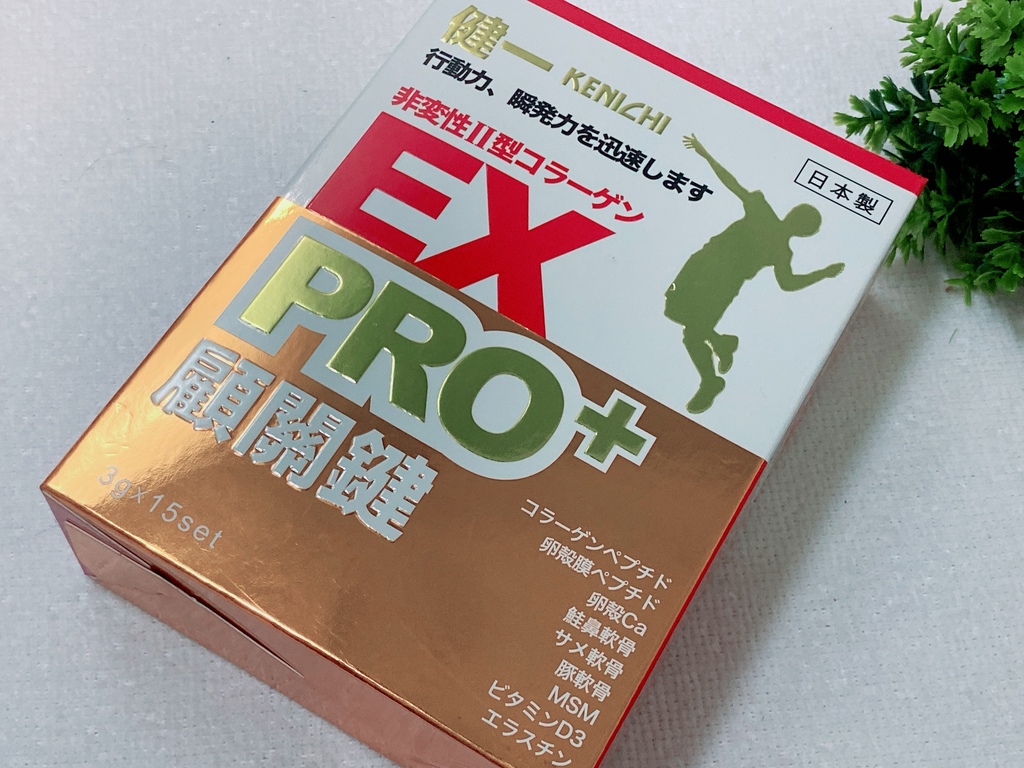 健一 KENICHI
行動力、瞬発力を迅速します
非変性II型コラーゲン
日本製
EX
PRO+
顧關鍵
3g×15set
コラーゲンペプチド
卵殻膜ペプチド
卵殻Ca
鮭鼻軟骨
サメ軟骨
豚軟骨
MSM
ビタミンD3
エラスチン